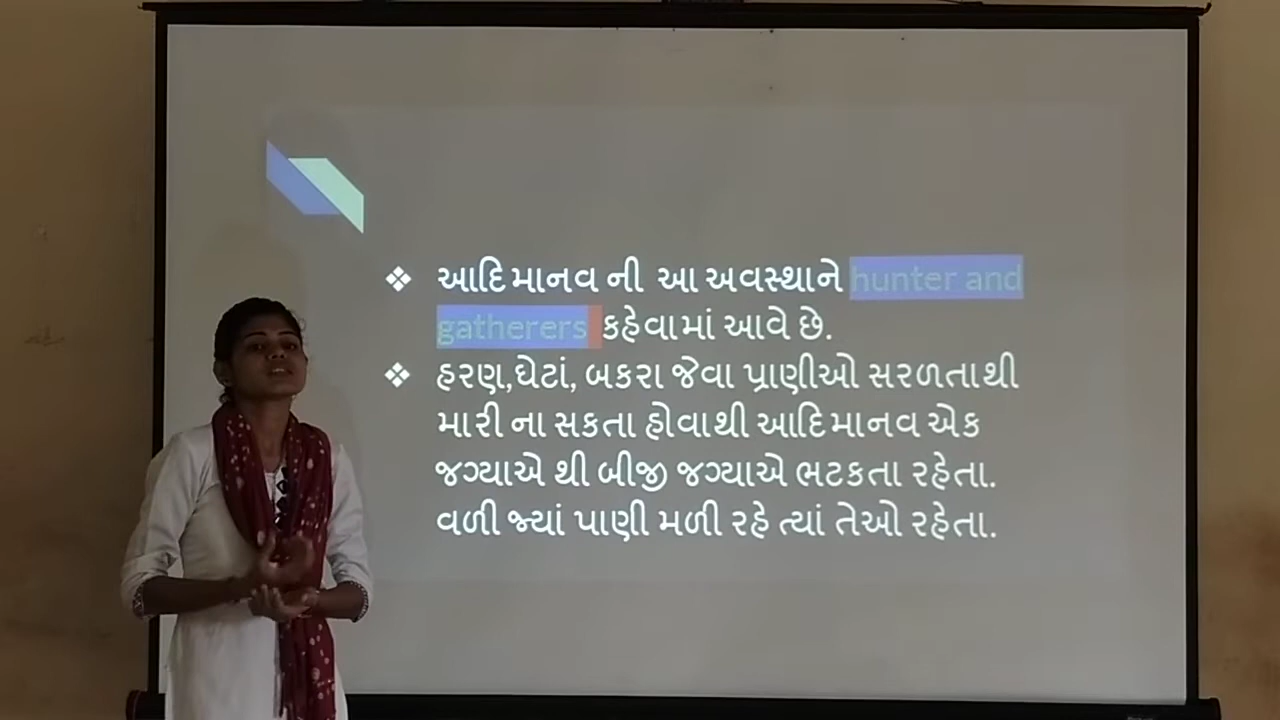 ❖ આદિમાનવ ની આ અવસ્થાને hunter and
gatherers કહેવામાં આવે છે.
❖ હરણ,ઘેટાં, બકરા જેવા પ્રાણીઓ સરળતાથી
મારી ના સકતા હોવાથી આદિમાનવ એક
જગ્યાએ થી બીજી જગ્યાએ ભટકતા રહેતા.
વળી જ્યાં પાણી મળી રહે ત્યાં તેઓ રહેતા.